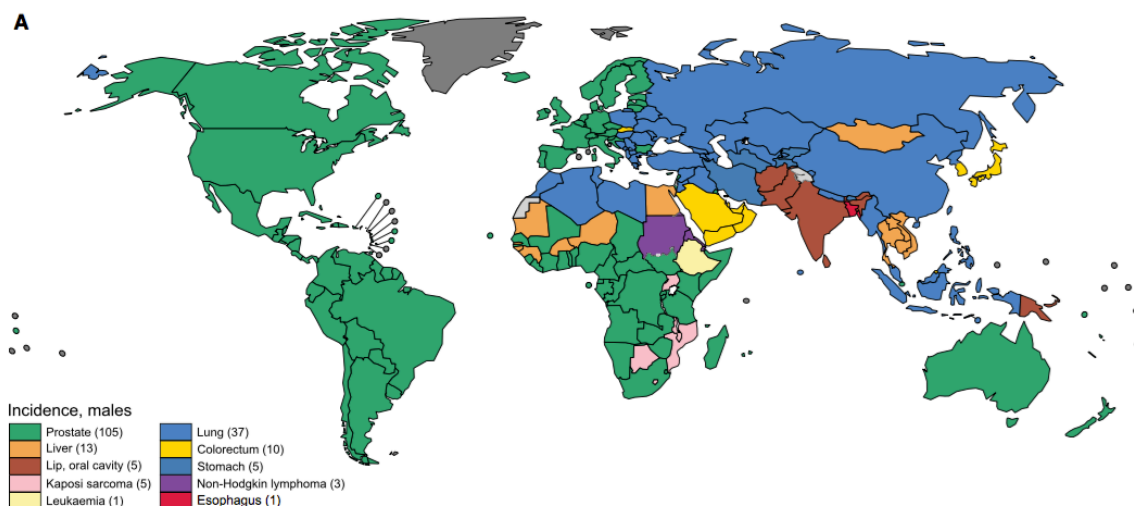 A
Incidence, males
Prostate (105)
Liver (13)
Lip, oral cavity (5)
Kaposi sarcoma (5)
Leukaemia (1)
Lung (37)
Colorectum (10)
Stomach (5)
Non-Hodgkin lymphoma (3)
Esophagus (1)